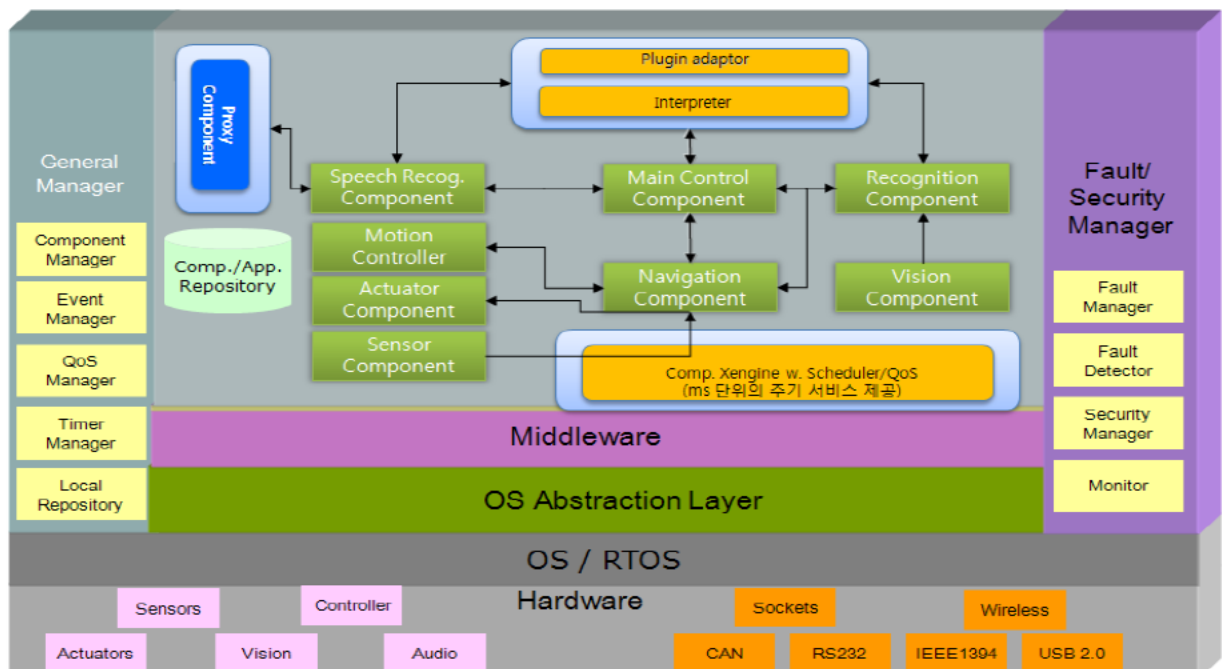 General
Manager
Component
Manager
Event
Manager
QoS
Manager
Timer
Manager
Local
Repository
Proxy
Component
Comp./App.
Repository
Plugin adaptor
Interpreter
Speech Recog.
Component
Main Control
Component
Recognition
Component
Motion
Controller
Actuator
Component
Sensor
Component
Navigation
Component
Vision
Component
Comp. Xengine w. Scheduler/QoS
(ms 단위의 주기 서비스 제공)
Fault/
Security
Manager
Fault
Manager
Fault
Detector
Security
Manager
Monitor
Middleware
OS Abstraction Layer
OS / RTOS
Hardware
Sensors
Controller
Sockets
Wireless
Actuators
Vision
Audio
CAN
RS232
IEEE1394
USB 2.0